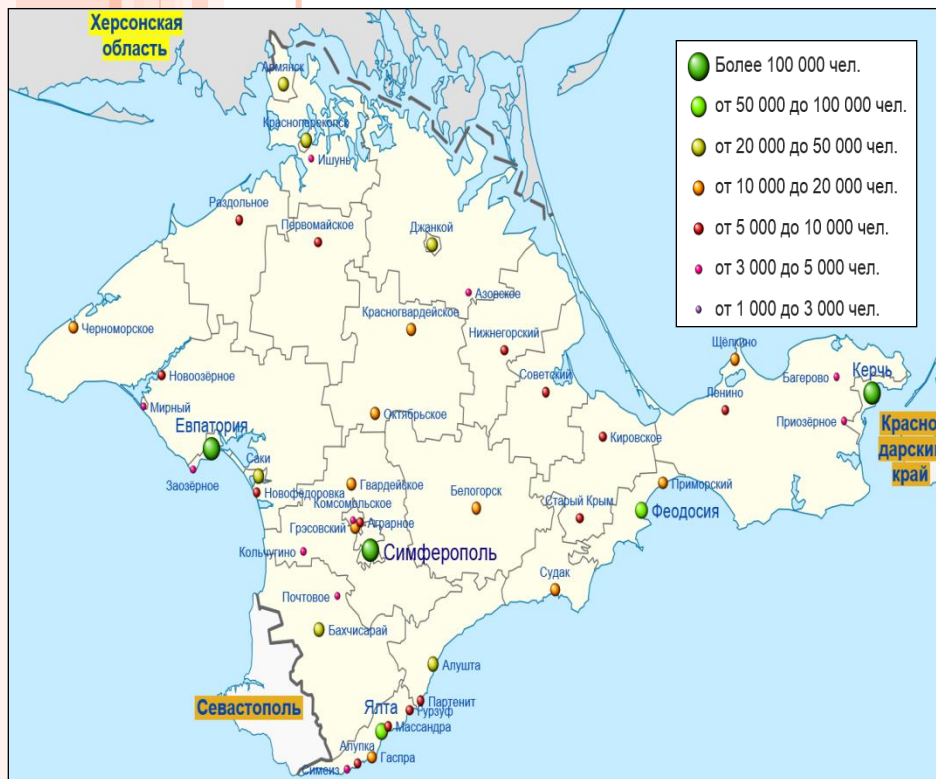 Херсонская
область
Более 100 000 чел.
от 50 000 до 100 000 чел.
от 20 000 до 50 000 чел.
от 10 000 до 20 000 чел.
от 5 000 до 10 000 чел.
от 3 000 до 5 000 чел.
от 1 000 до 3 000 чел.
Армянск
Красноперекопск
Ишунь
Раздольное
Первомайское
Джанкой
Азовское
Красногвардейское
Черноморское
Нижнегорский
Щёлкино
Новоозёрное
Советский
Багерово
Керчь
Ленино
Мирный
Октябрьское
Приозёрное
Евпатория
Кировское
Красно
дарский
край
Саки
Заозёрное
Новофёдоровка
Гвардейское
Белогорск
Приморский
Комсомольское
Старый Крым
Феодосия
Грэсовский
Аграрное
Кольчугино
Симферополь
Судак
Почтовое
Бахчисарай
Алушта
Севастополь
Партенит
Ялта
Гурзуф
Массандра
Алупка
Гаспра
Симеиз